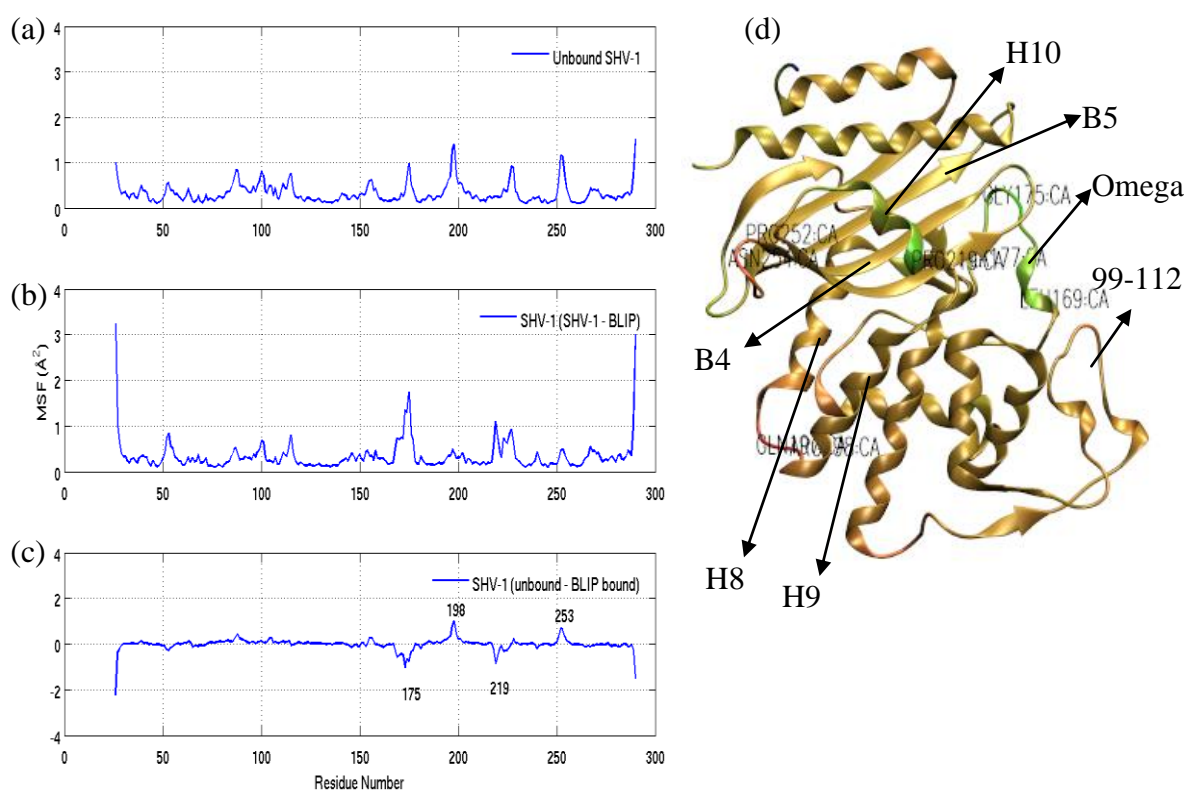 (a)
4
3
2
1
0
0 50 100 150 200 250 300
Unbound SHV-1
(b)
MSF (Å²)
4
3
2
1
0
0 50 100 150 200 250 300
SHV-1 (SHV-1 - BLIP)
(c)
4
2
0
-2
-4
SHV-1 (unbound - BLIP bound)
198
253
175
219
0 50 100 150 200 250 300
Residue Number
(d)
H10
B5
Omega
99-112
B4
H8
H9
GLY175:CA
PRO252:CA
LEU169:CA